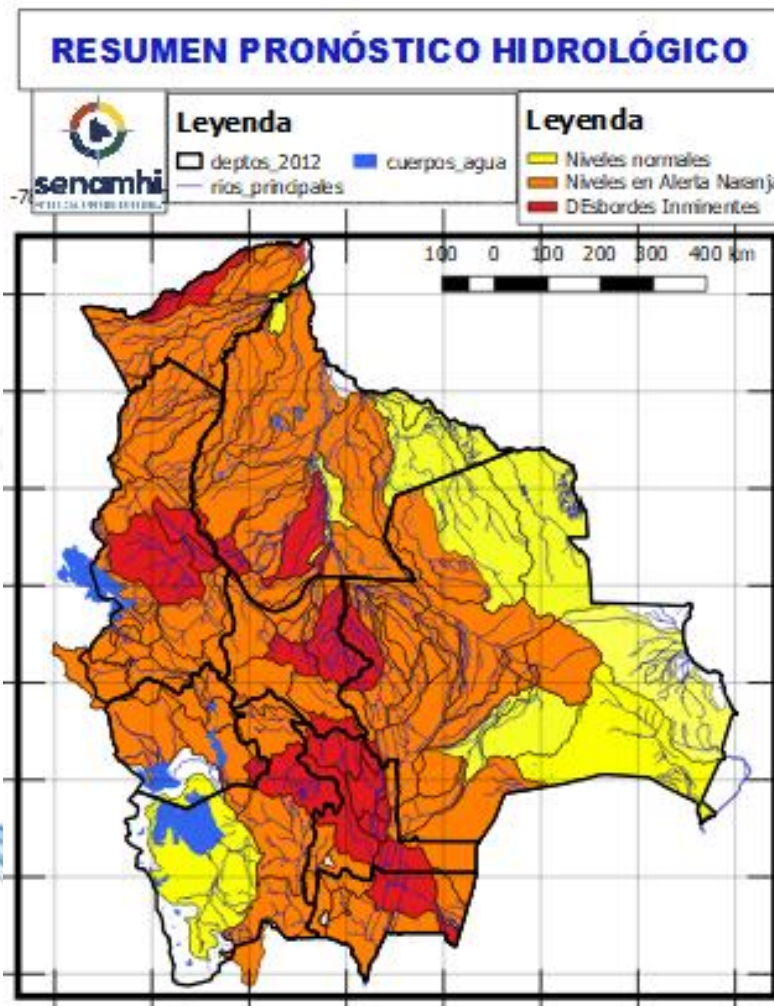 RESUMEN PRONÓSTICO HIDROLÓGICO
senamhi
Leyenda
deptos_2012
cuerpos_agua
rios_principales
Leyenda
Niveles normales
Niveles en Alerta Naranja
DEsbordes Inminentes
100 0 100 200 300 400 km